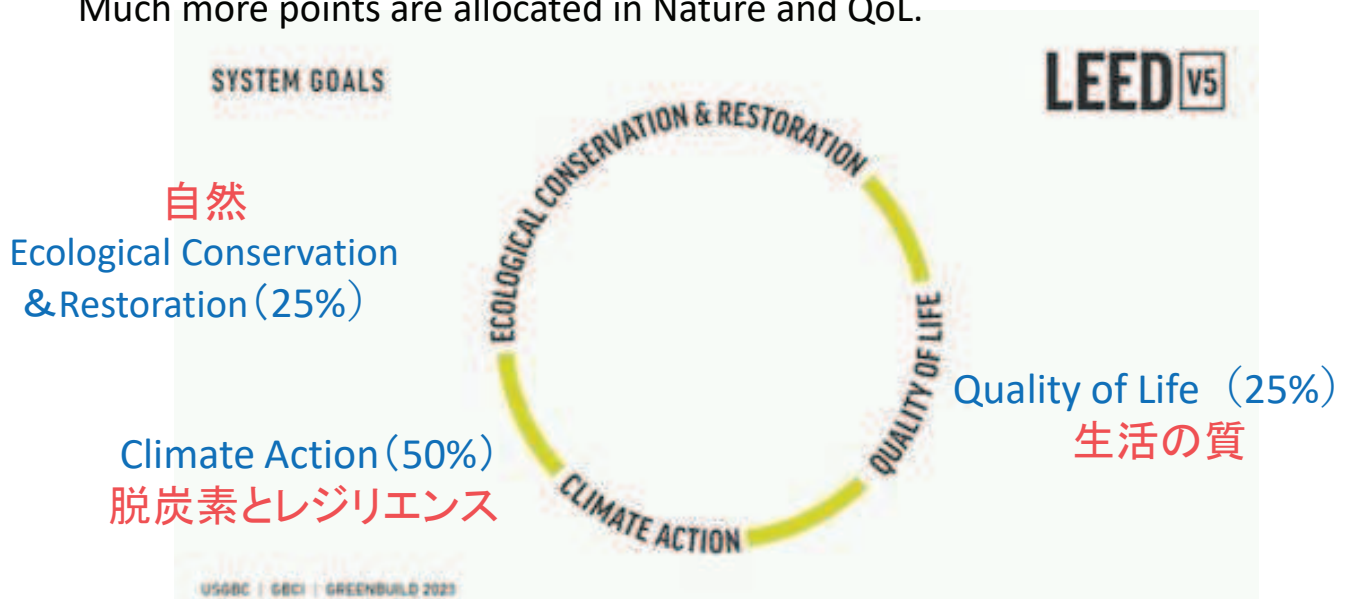 Much more points are allocated in Nature and QoL.
SYSTEM GOALS
LEED V5
ECOLOGICAL CONSERVATION & RESTORATION
自然
Ecological Conservation
&Restoration（25%）
QUALITY OF LIFE
Quality of Life （25%）
生活の質
Climate Action（50%）
脱炭素とレジリエンス
CLIMATE ACTION
USGBC | GBCI | GREENBUILD 2023